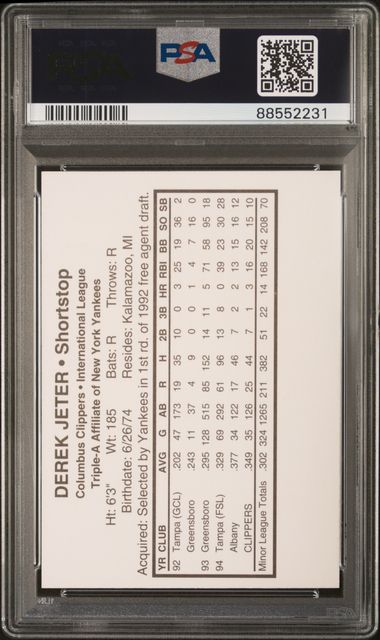 PSA
88552231
DEREK JETER • Shortstop
Columbus Clippers • International League
Triple-A Affiliate of New York Yankees
Ht: 6'3" Wt: 185 Bats: R Throws: R
Birthdate: 6/26/74 Resides: Kalamazoo, MI
Acquired: Selected by Yankees in 1st rd. of 1992 free agent draft.
YR CLUB AVG G AB R H 2B 3B HR RBI BB SO SB
92 Tampa (GCL) .202 47 173 19 35 10 0 3 25 19 36 2
Greensboro .243 11 37 4 9 0 0 1 4 7 16 0
93 Greensboro .295 128 515 85 152 14 11 5 71 58 95 18
94 Tampa (FSL) .329 69 292 61 96 13 8 0 39 23 30 28
Albany .377 34 122 17 46 7 2 2 13 15 16 12
CLIPPERS .349 35 126 25 44 7 1 3 16 20 15 10
Minor League Totals .302 324 1265 211 382 51 22 14 168 142 208 70